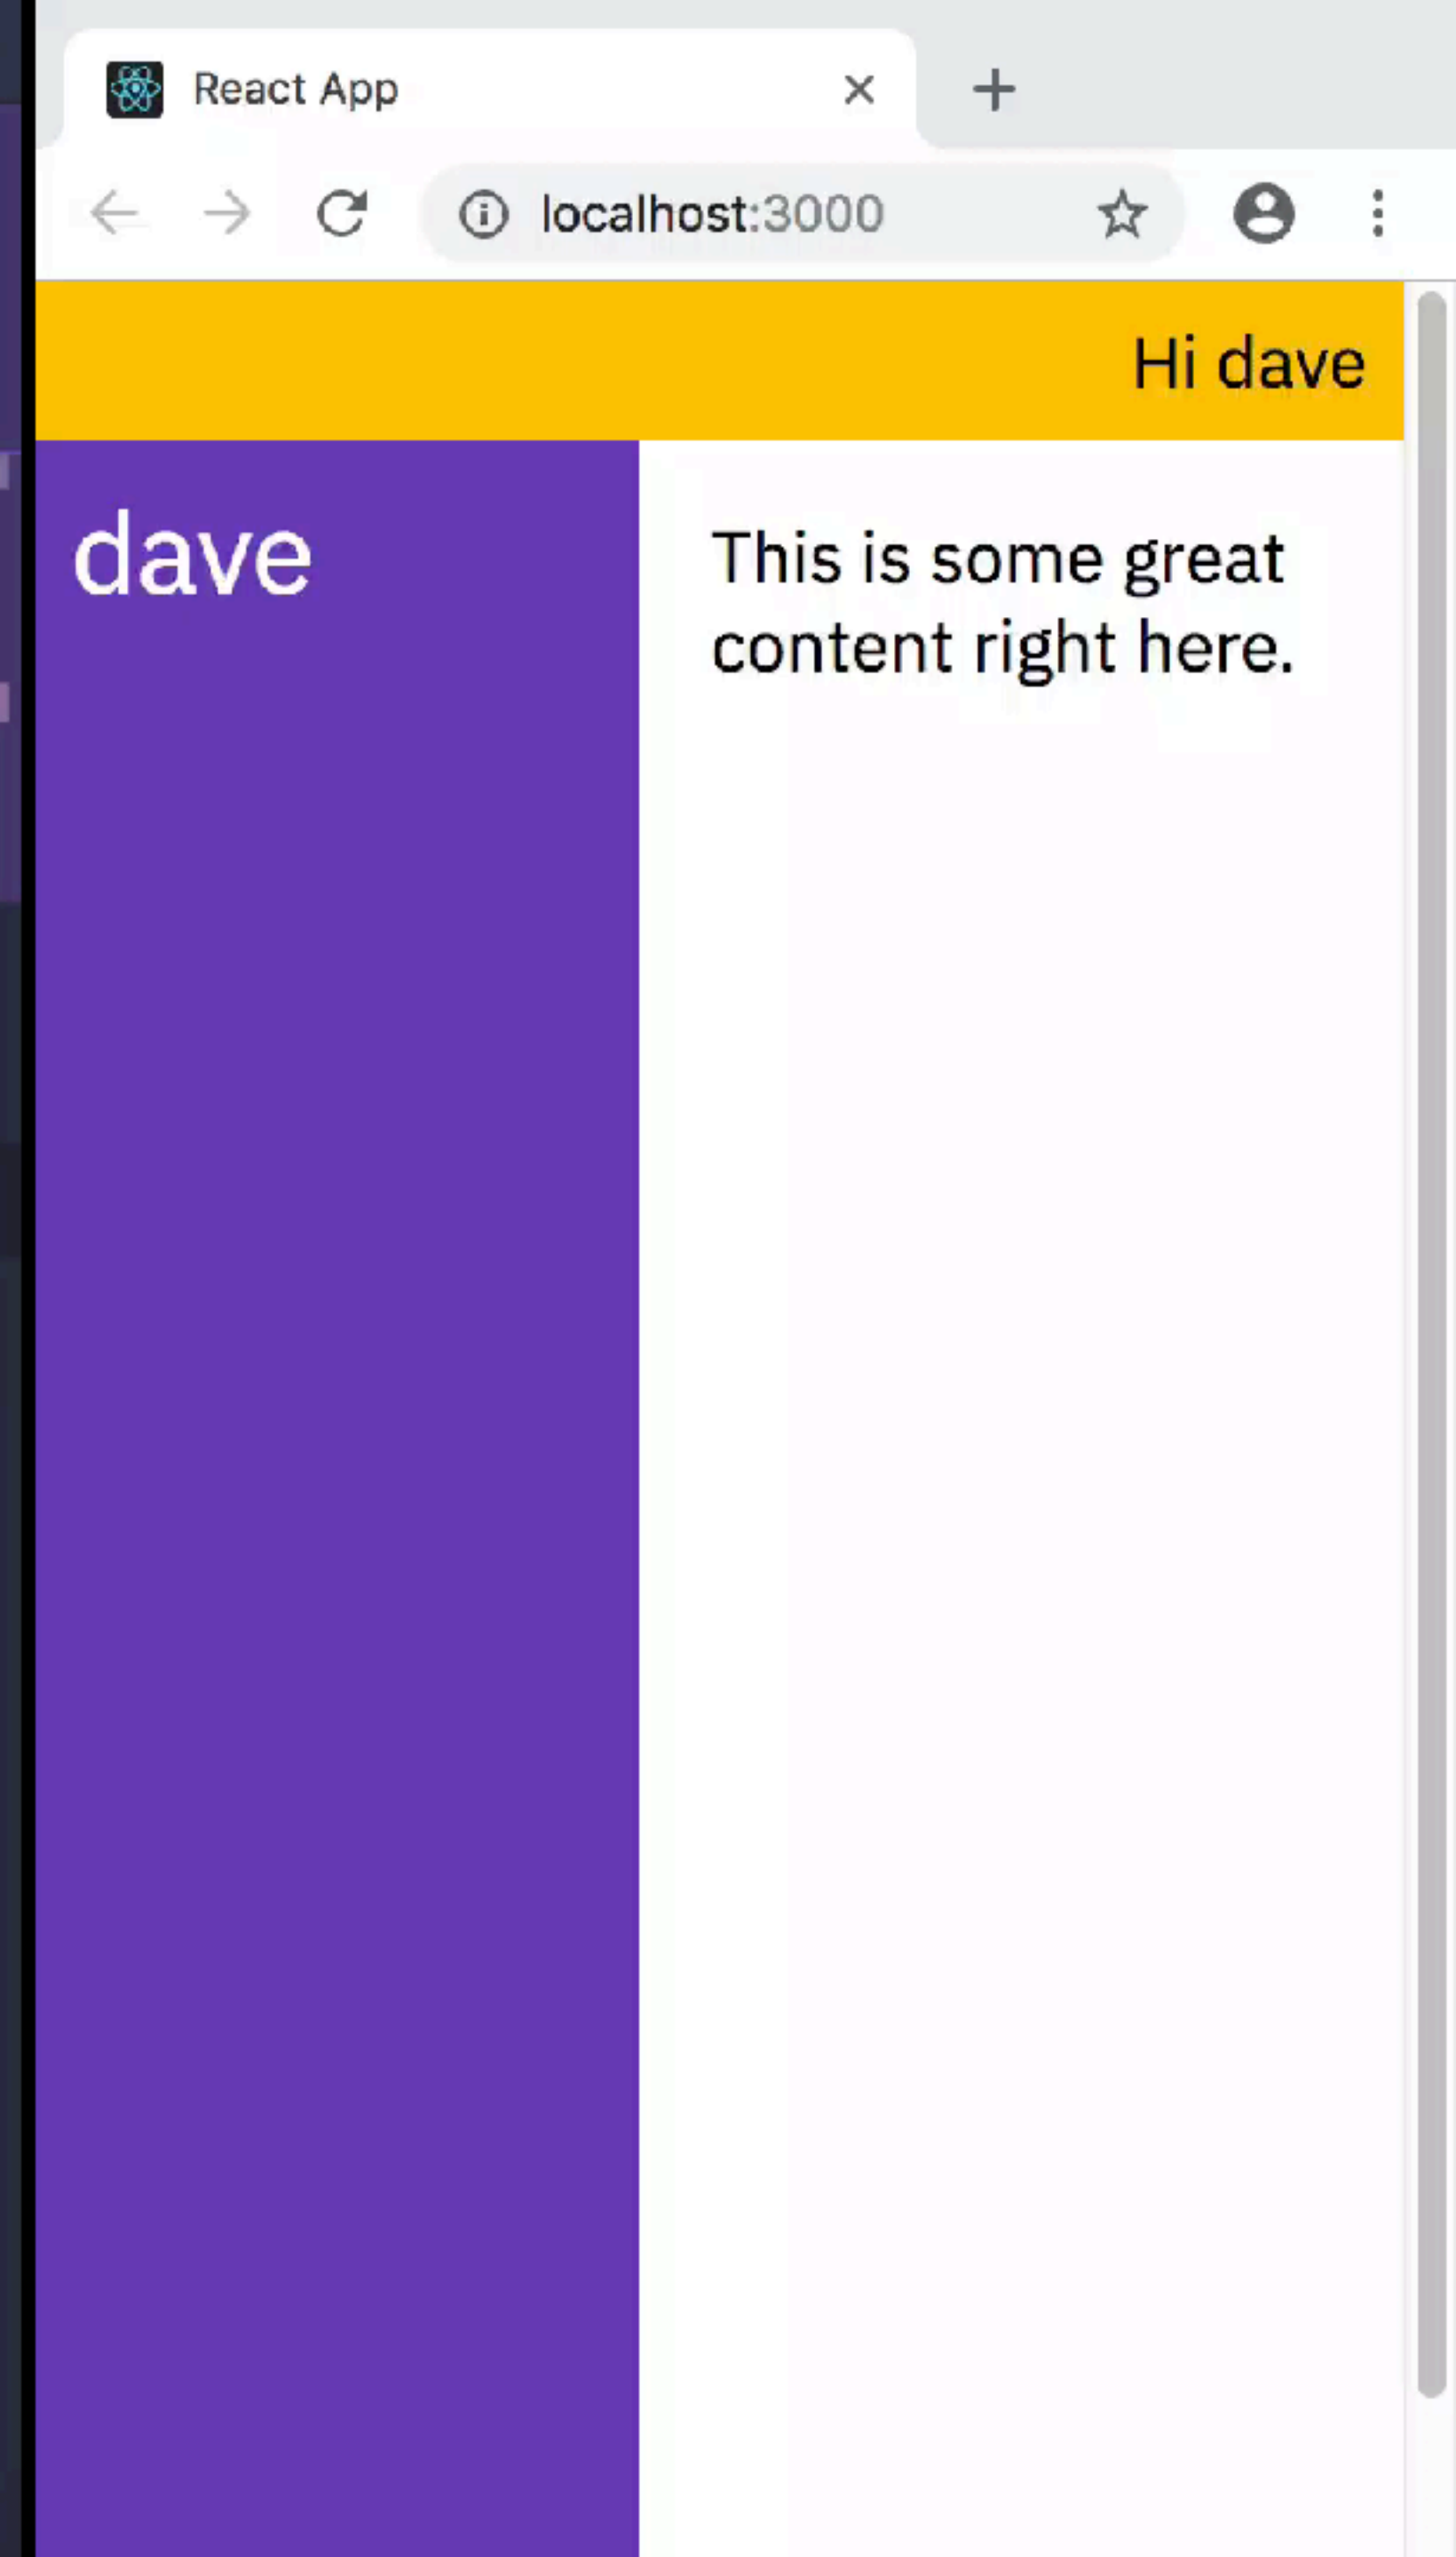 React App
localhost:3000
Hi dave
dave
This is some great
content right here.